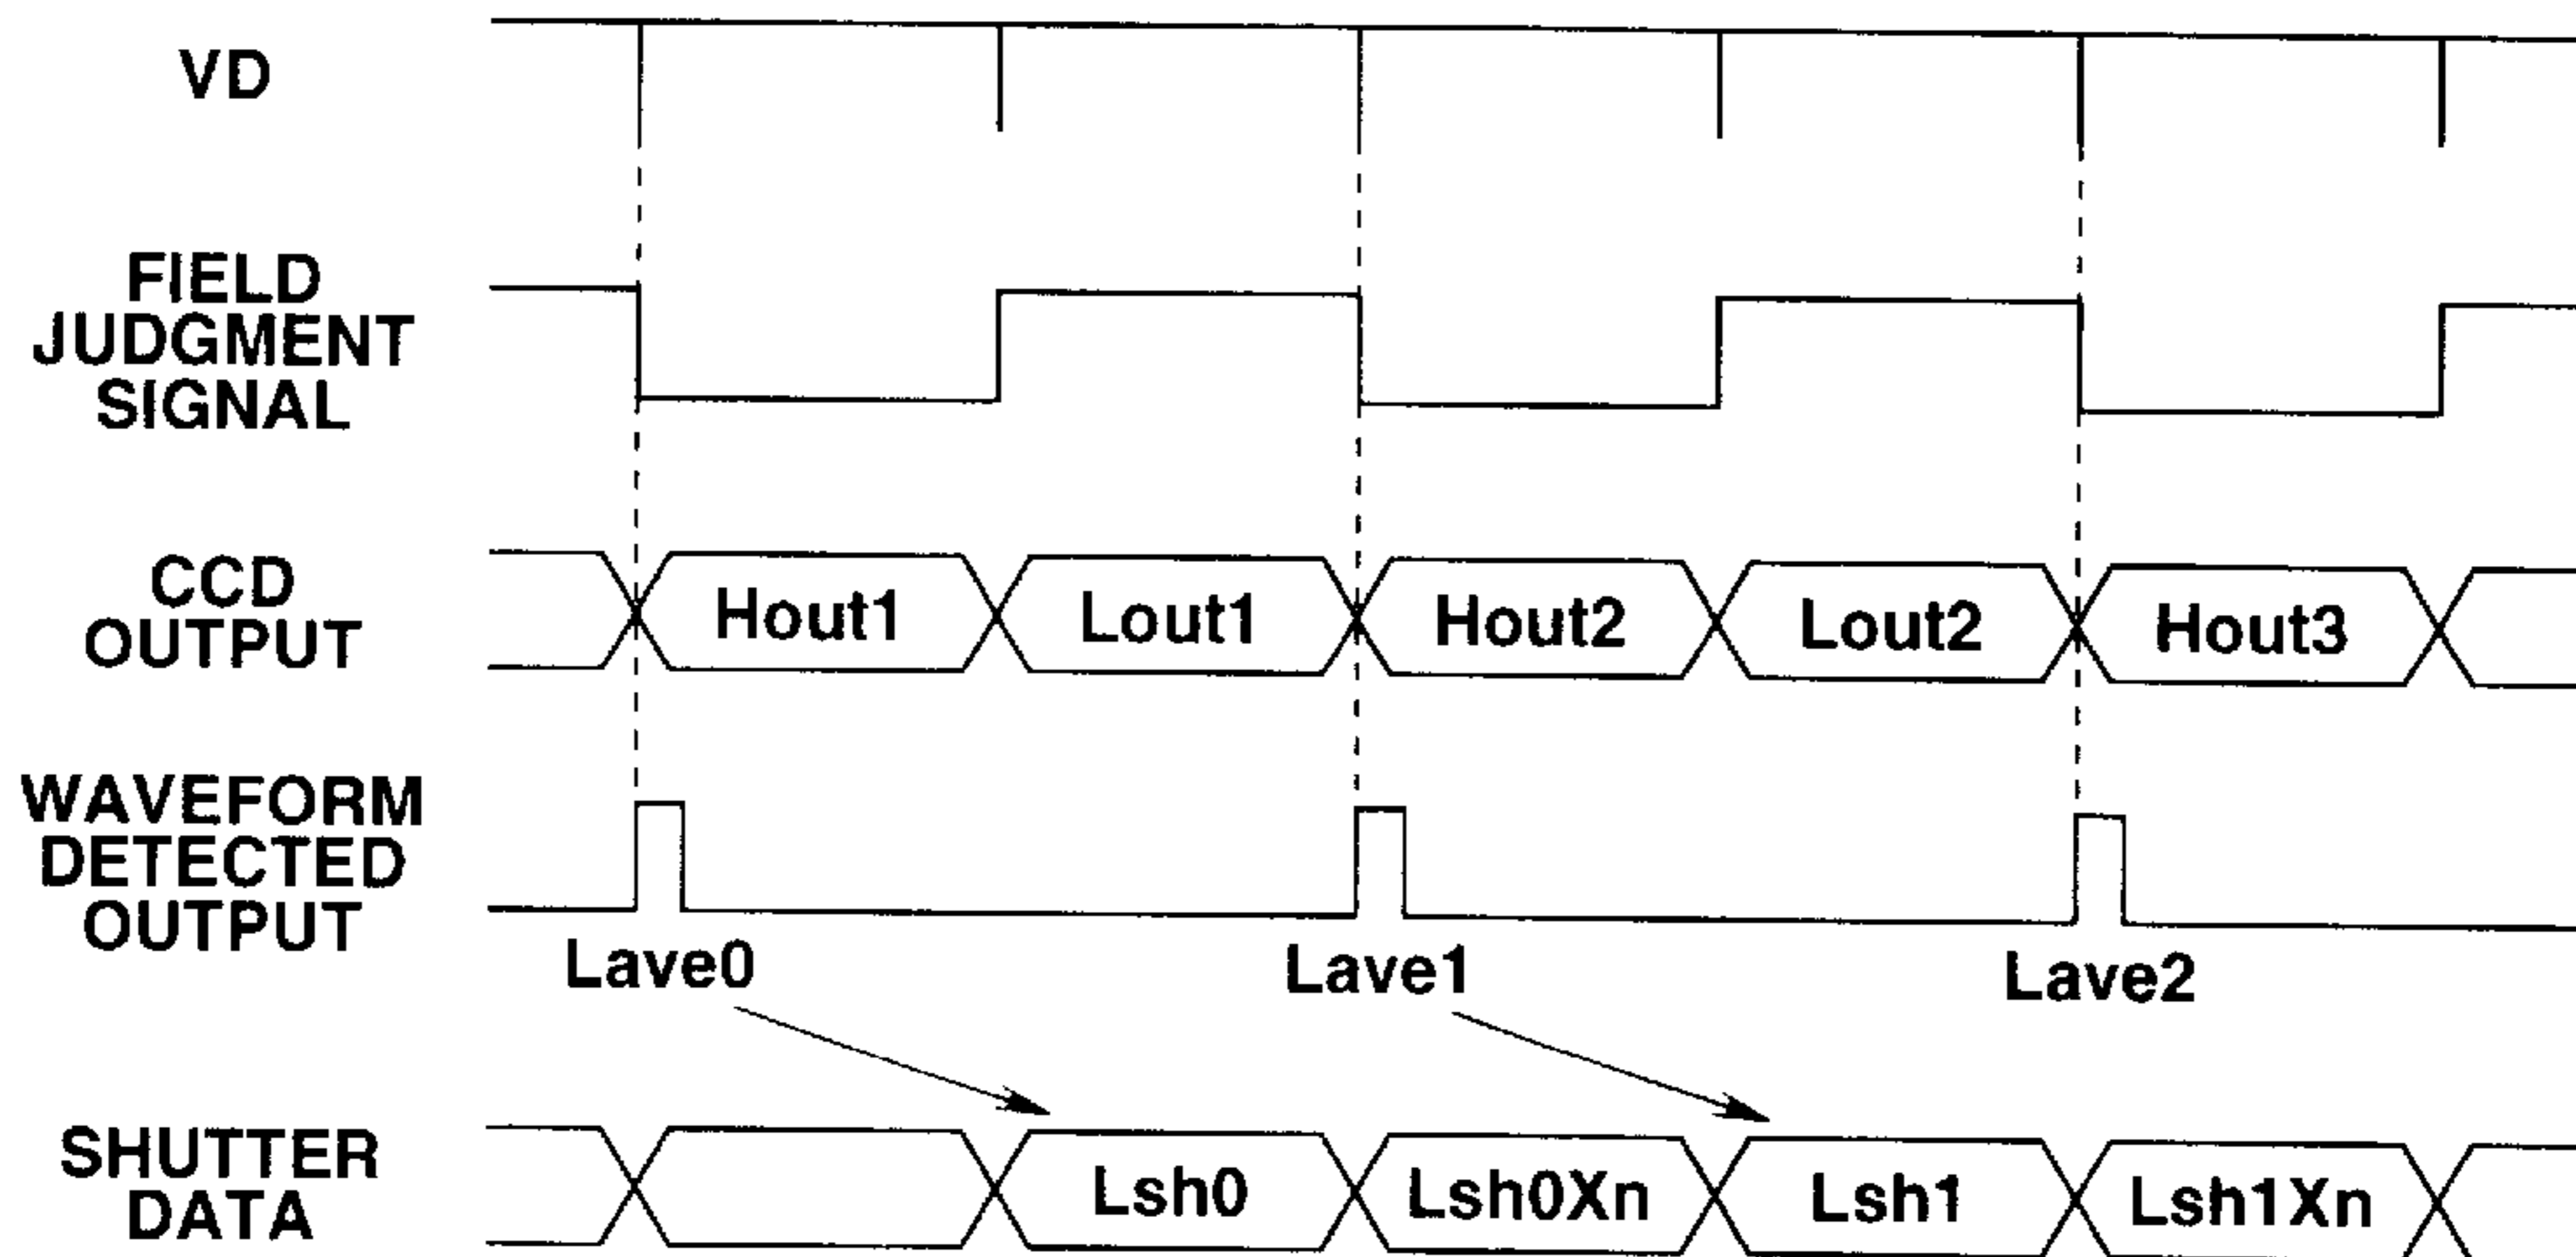 VD
FIELD
JUDGMENT
SIGNAL
CCD
OUTPUT
Hout1
Lout1
Hout2
Lout2
Hout3
WAVEFORM
DETECTED
OUTPUT
Lave0
Lave1
Lave2
SHUTTER
DATA
Lsh0
Lsh0Xn
Lsh1
Lsh1Xn